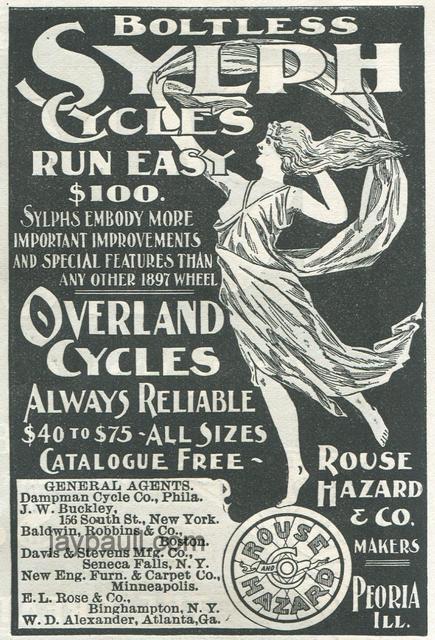 BOLTLESS
SYLPH
CYCLES
RUN EASY
$100.
SYLPHS EMBODY MORE
IMPORTANT IMPROVEMENTS
AND SPECIAL FEATURES THAN
ANY OTHER 1897 WHEEL
OVERLAND
CYCLES
ALWAYS RELIABLE
$40 TO $75 - ALL SIZES
CATALOGUE FREE -
GENERAL AGENTS.
Dampman Cycle Co., Phila.
J. W. Buckley,
156 South St., New York.
Baldwin, Robbins & Co.,
Boston.
Davis & Stevens Mfg. Co.,
Seneca Falls, N. Y.
New Eng. Furn. & Carpet Co.,
Minneapolis.
E. L. Rose & Co.,
Binghampton, N. Y.
W. D. Alexander, Atlanta, Ga.
ROUSE
AND
HAZARD
ROUSE
HAZARD
& CO.
MAKERS
PEORIA
ILL.